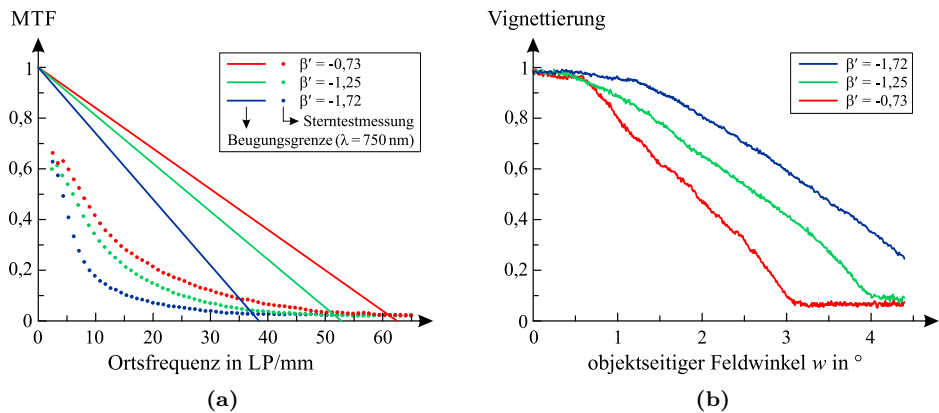 MTF
1
0,8
0,6
0,4
0,2
0
0 10 20 30 40 50 60
Ortsfrequenz in LP/mm
β′ = -0,73
β′ = -1,25
β′ = -1,72
Sterntestmessung
Beugungsgrenze (λ = 750 nm)
(a)
Vignettierung
1
0,8
0,6
0,4
0,2
0
0 1 2 3 4
objektseitiger Feldwinkel w in °
β′ = -1,72
β′ = -1,25
β′ = -0,73
(b)